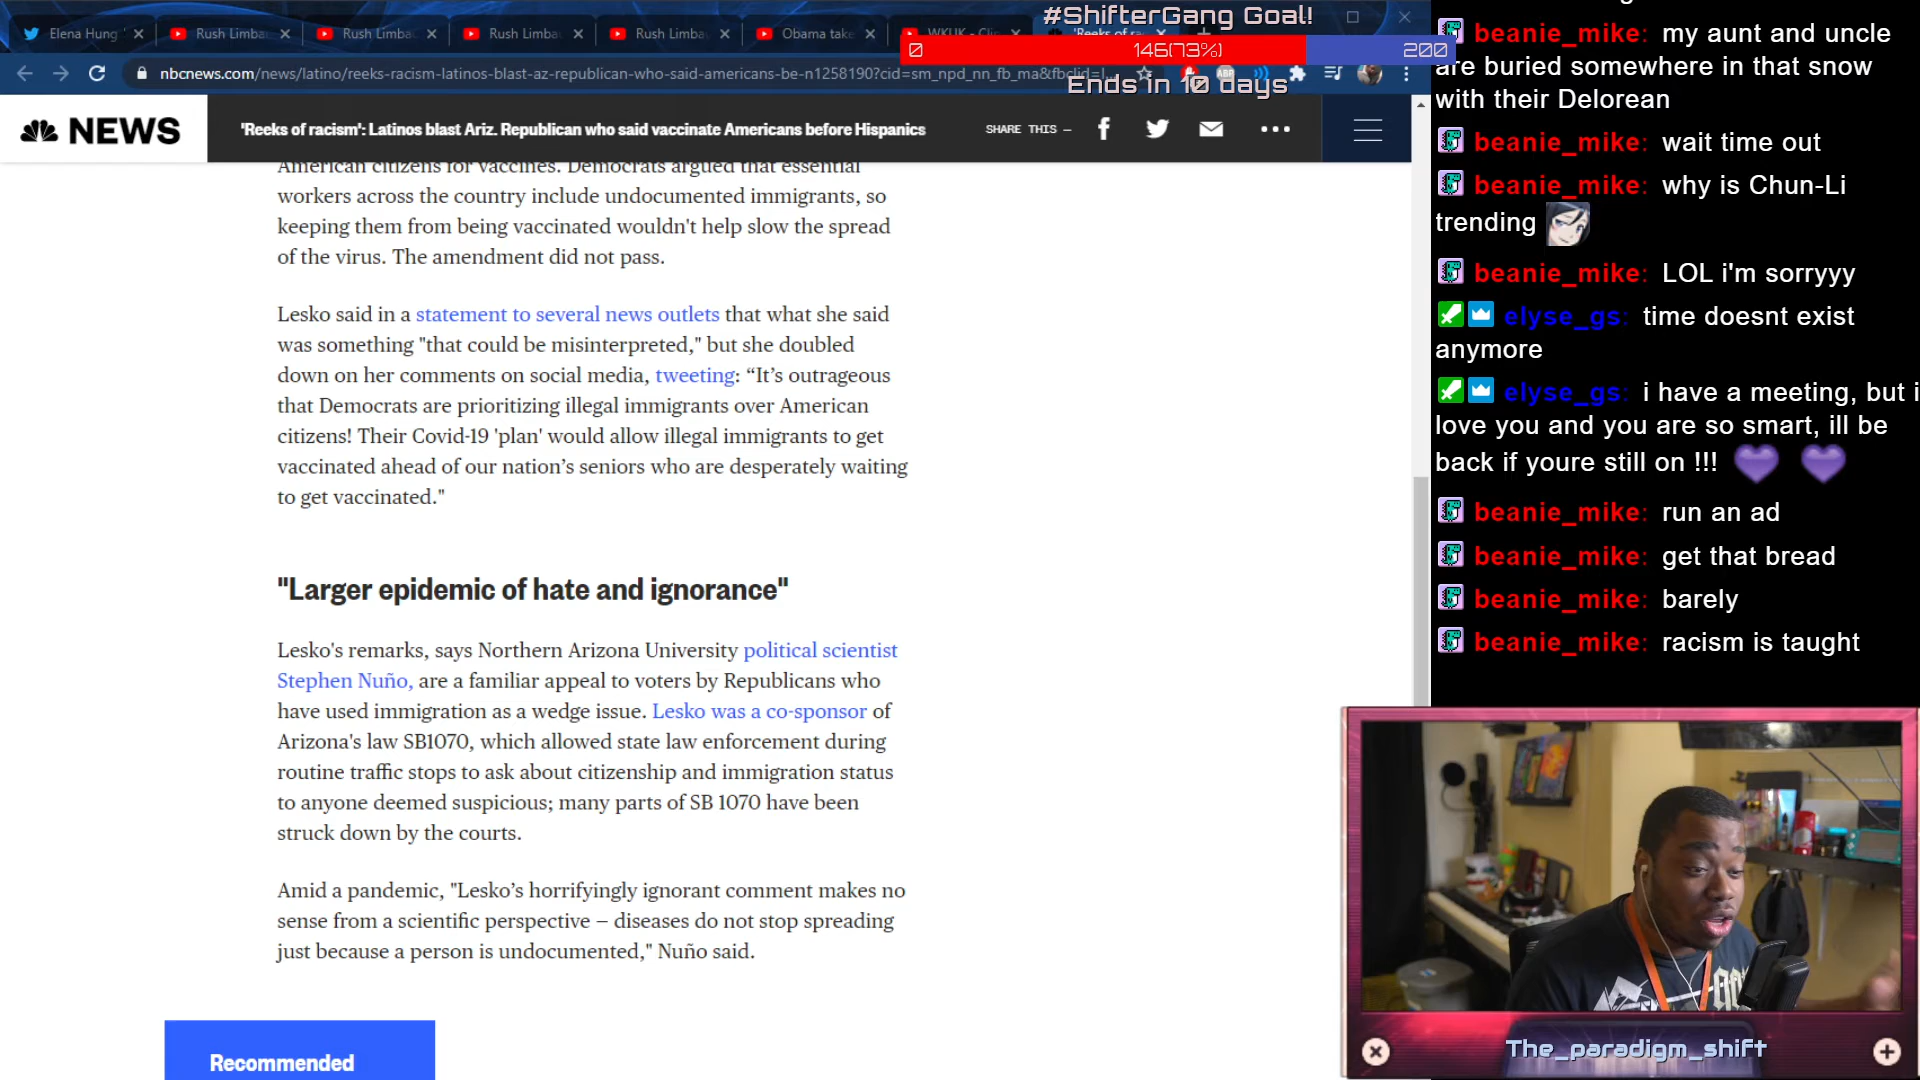 Elena Hung
Rush Limba
Rush Limba
Rush Limba
Rush Limba
Obama take
'Reeks of ra
#ShifterGang Goal!
0
146(73%)
200
Ends in 10 days
nbcnews.com/news/latino/reeks-racism-latinos-blast-az-republican-who-said-americans-be-n1258190?cid=sm_npd_nn_fb_ma&fbclid=I...
NEWS
'Reeks of racism': Latinos blast Ariz. Republican who said vaccinate Americans before Hispanics
SHARE THIS —
American citizens for vaccines. Democrats argued that essential
workers across the country include undocumented immigrants, so
keeping them from being vaccinated wouldn't help slow the spread
of the virus. The amendment did not pass.
Lesko said in a statement to several news outlets that what she said
was something "that could be misinterpreted," but she doubled
down on her comments on social media, tweeting: “It’s outrageous
that Democrats are prioritizing illegal immigrants over American
citizens! Their Covid-19 'plan' would allow illegal immigrants to get
vaccinated ahead of our nation’s seniors who are desperately waiting
to get vaccinated."
"Larger epidemic of hate and ignorance"
Lesko's remarks, says Northern Arizona University political scientist
Stephen Nuño, are a familiar appeal to voters by Republicans who
have used immigration as a wedge issue. Lesko was a co-sponsor of
Arizona's law SB1070, which allowed state law enforcement during
routine traffic stops to ask about citizenship and immigration status
to anyone deemed suspicious; many parts of SB 1070 have been
struck down by the courts.
Amid a pandemic, "Lesko’s horrifyingly ignorant comment makes no
sense from a scientific perspective — diseases do not stop spreading
just because a person is undocumented," Nuño said.
Recommended
beanie_mike: my aunt and uncle
are buried somewhere in that snow
with their Delorean
beanie_mike: wait time out
beanie_mike: why is Chun-Li
trending
beanie_mike: LOL i'm sorryyy
elyse_gs: time doesnt exist
anymore
elyse_gs: i have a meeting, but i
love you and you are so smart, ill be
back if youre still on !!!
beanie_mike: run an ad
beanie_mike: get that bread
beanie_mike: barely
beanie_mike: racism is taught
The_paradigm_shift